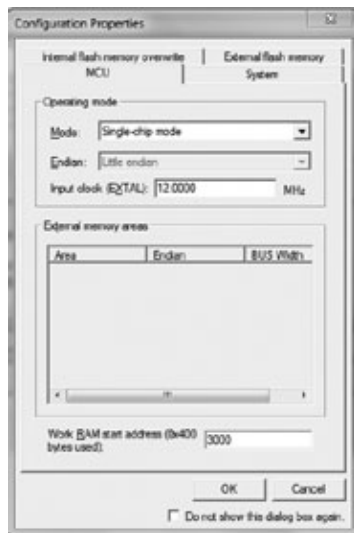 Configuration Properties
Internal flash memory overwrite
External flash memory
MCU
System
Operating mode
Mode: Single-chip mode
Endian: Little endian
Input clock (EXTAL): 12.0000 MHz
External memory areas
Area Endian BUS Width
Work RAM start address (0x400 bytes used): 3000
OK Cancel
Do not show this dialog box again.